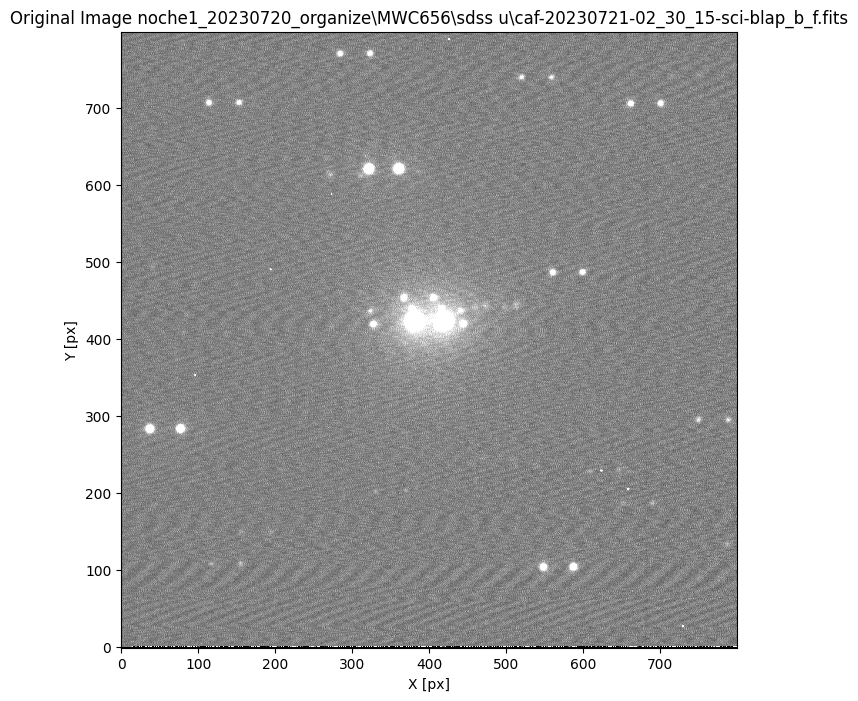 Original Image noche1_20230720_organize\MWC656\sdss u\caf-20230721-02_30_15-sci-blap_b_f.fits
700
600
500
400
300
200
100
0
Y [px]
0 100 200 300 400 500 600 700
X [px]